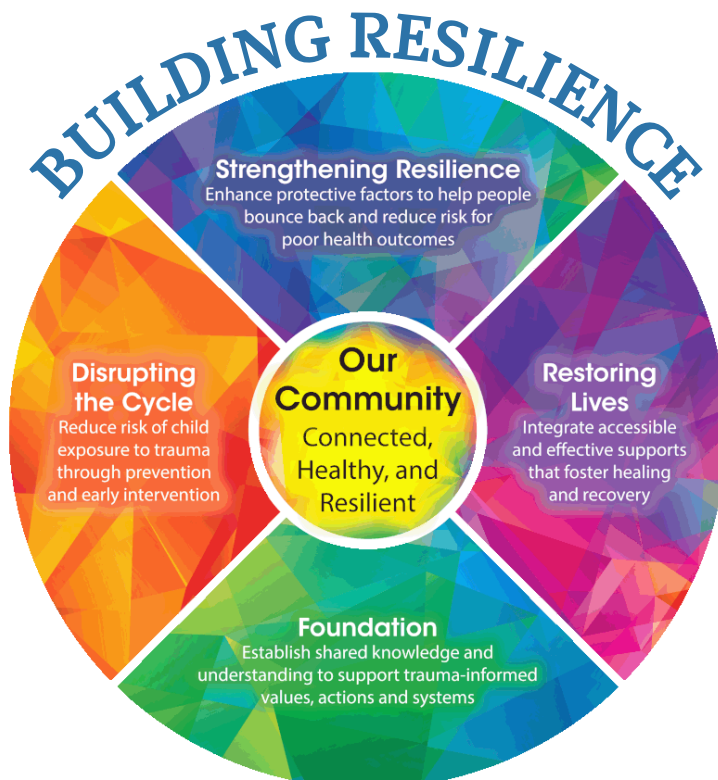 BUILDING RESILIENCE
Strengthening Resilience
Enhance protective factors to help people
bounce back and reduce risk for
poor health outcomes
Disrupting
the Cycle
Reduce risk of child
exposure to trauma
through prevention
and early intervention
Our
Community
Connected,
Healthy, and
Resilient
Restoring
Lives
Integrate accessible
and effective supports
that foster healing
and recovery
Foundation
Establish shared knowledge and
understanding to support trauma-informed
values, actions and systems